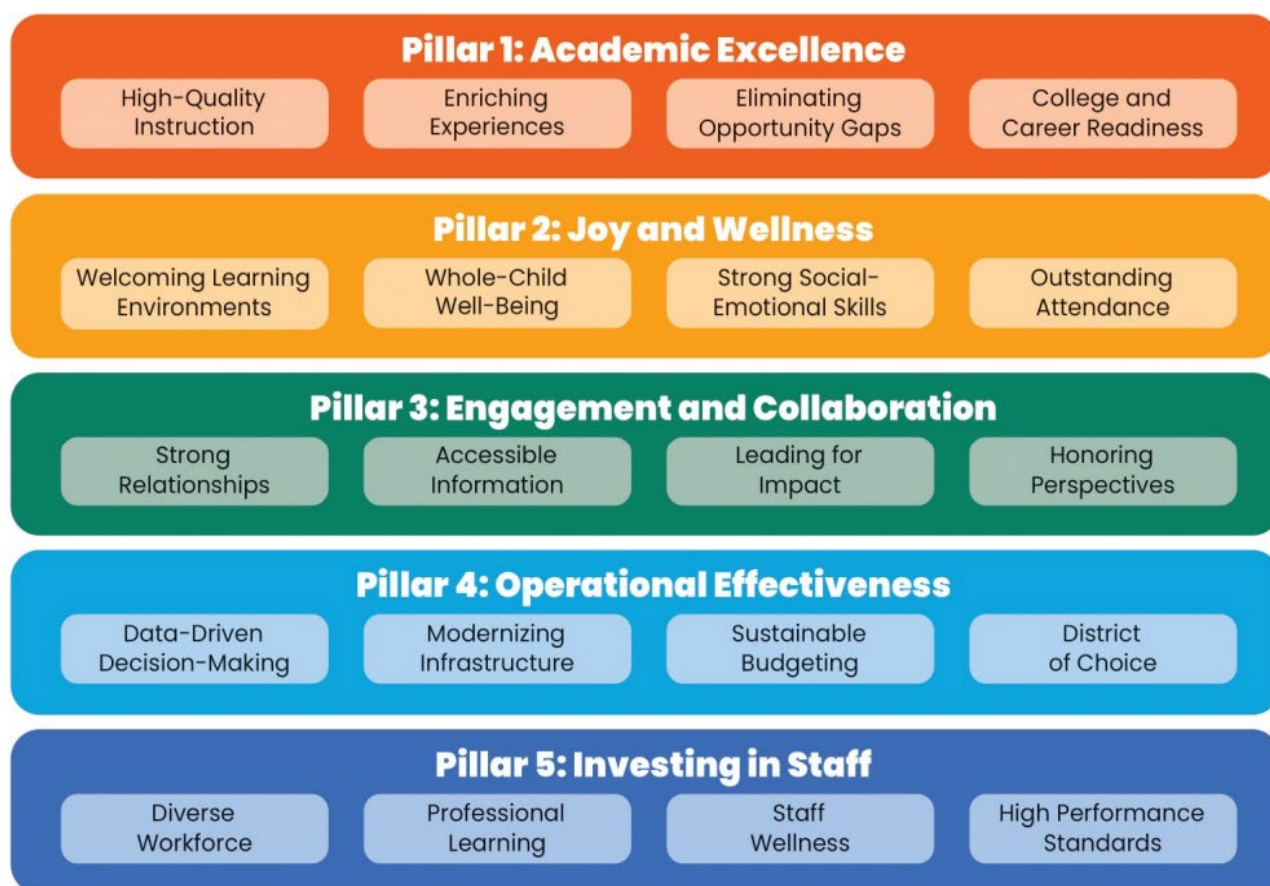 Pillar 1: Academic Excellence
High-Quality
Instruction
Enriching
Experiences
Eliminating
Opportunity Gaps
College and
Career Readiness
Pillar 2: Joy and Wellness
Welcoming Learning
Environments
Whole-Child
Well-Being
Strong Social-
Emotional Skills
Outstanding
Attendance
Pillar 3: Engagement and Collaboration
Strong
Relationships
Accessible
Information
Leading for
Impact
Honoring
Perspectives
Pillar 4: Operational Effectiveness
Data-Driven
Decision-Making
Modernizing
Infrastructure
Sustainable
Budgeting
District
of Choice
Pillar 5: Investing in Staff
Diverse
Workforce
Professional
Learning
Staff
Wellness
High Performance
Standards